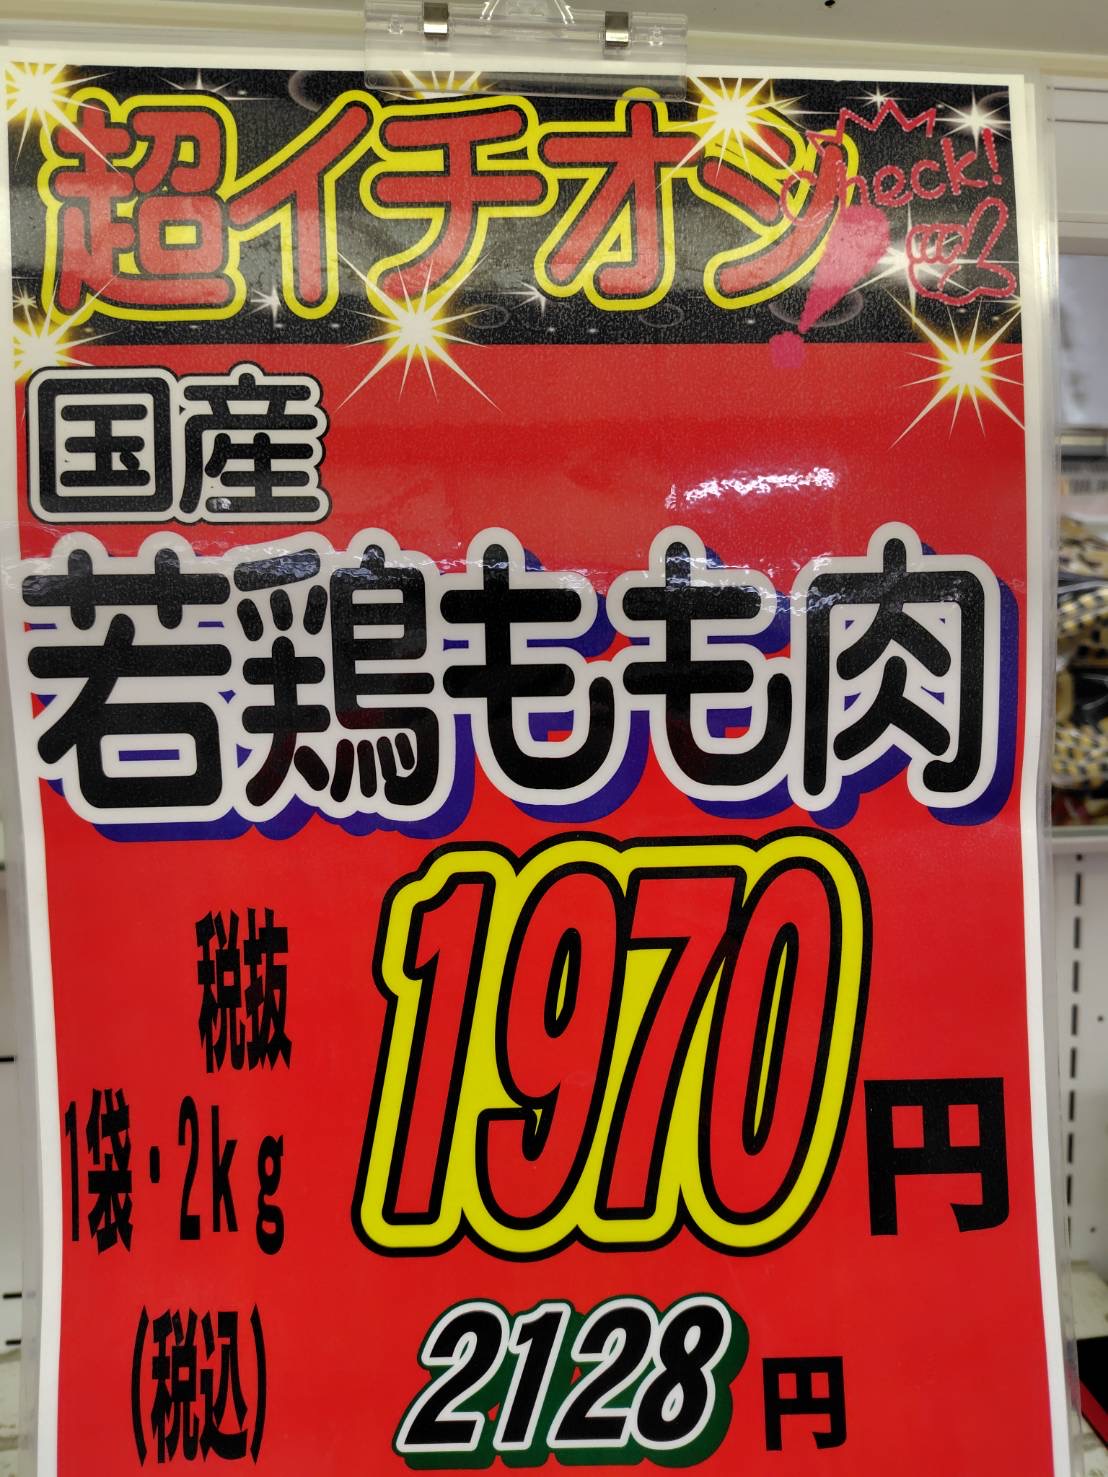 超イチオシ!
Check!
国産
若鶏もも肉
税抜
1袋・2kg
1970円
(税込)
2128円